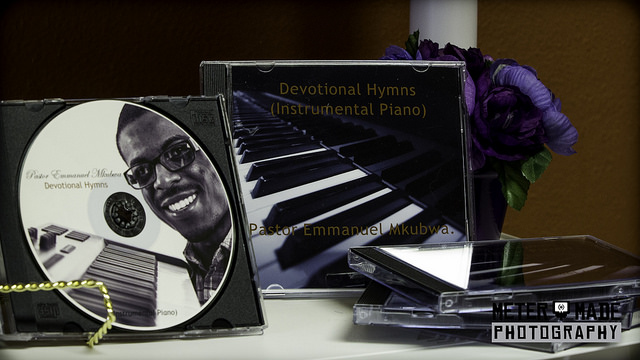 Devotional Hymns
(Instrumental Piano)
Pastor Emmanuel Mkubwa.
Pastor Emmanuel Mkubwa
Devotional Hymns
Piano)
METER MADE
PHOTOGRAPHY